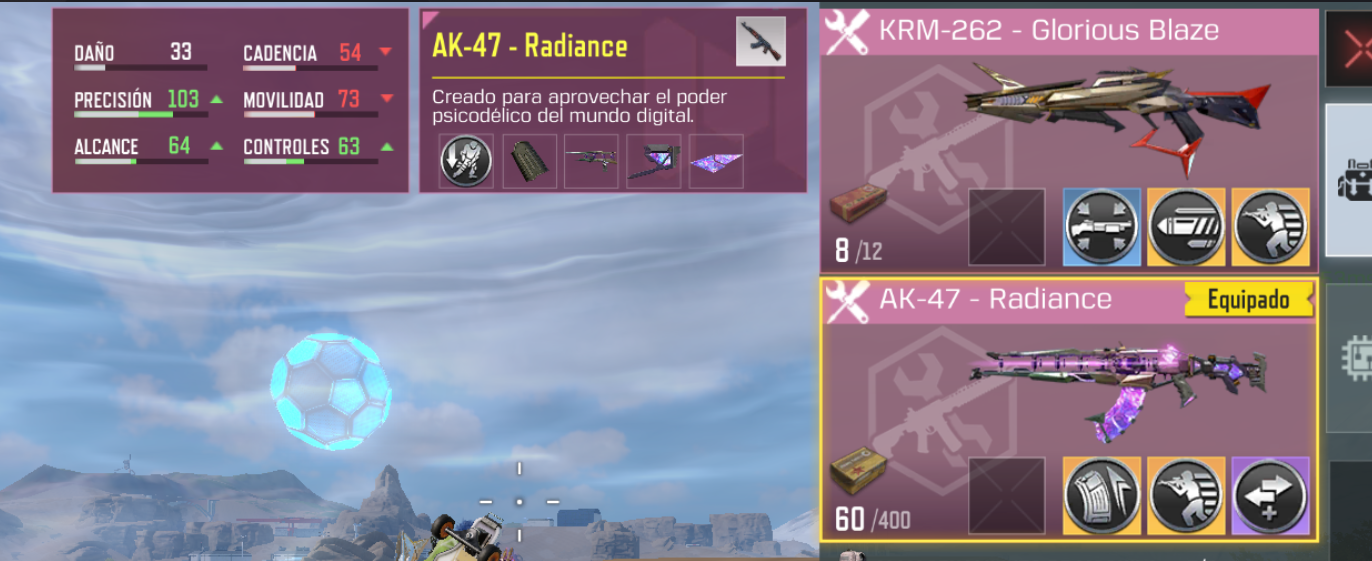 DAÑO 33 CADENCIA 54
PRECISIÓN 103 MOVILIDAD 73
ALCANCE 64 CONTROLES 63
AK-47 - Radiance
Creado para aprovechar el poder
psicodélico del mundo digital.
KRM-262 - Glorious Blaze
8 /12
AK-47 - Radiance Equipado
60 /400